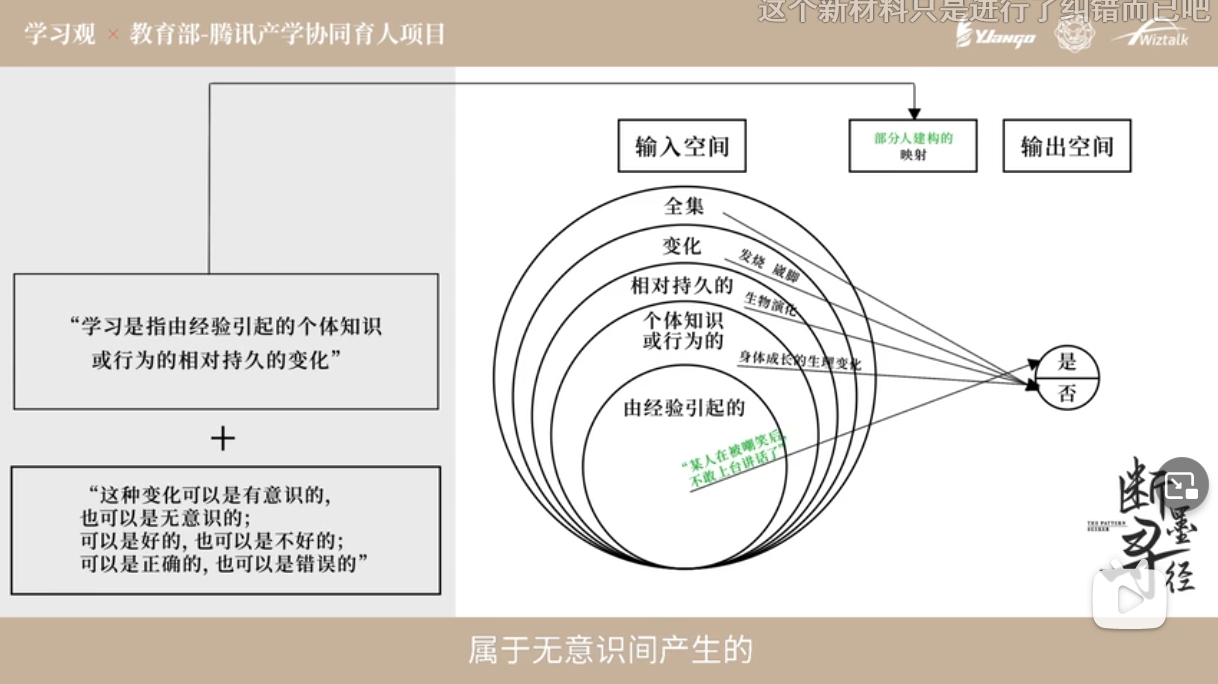 这个新材料只是进行了纠错而已吧
学习观 × 教育部-腾讯产学协同育人项目
YJango
Wiztalk
输入空间
部分人建构的
映射
输出空间
全集
变化
发烧 崴脚
相对持久的
生物演化
个体知识
或行为的
身体成长的生理变化
由经验引起的
“某人在被嘲笑后,
不敢上台讲话了”
是
否
“学习是指由经验引起的个体知识
或行为的相对持久的变化”
+
“这种变化可以是有意识的,
也可以是无意识的;
可以是好的, 也可以是不好的;
可以是正确的, 也可以是错误的”
断
THE PATTERN
SEEKER
墨
寻
径
属于无意识间产生的